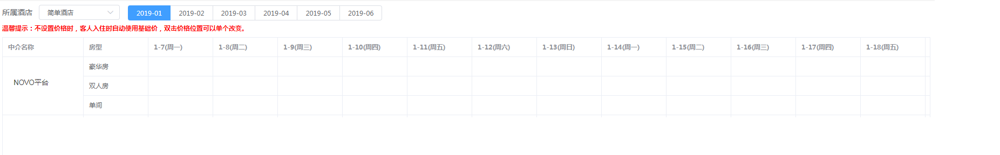 所属酒店 简单酒店 2019-01 2019-02 2019-03 2019-04 2019-05 2019-06
温馨提示：不设置价格时，客人入住时自动使用基础价，双击价格位置可以单个改变。
中介名称 房型 1-7(周一) 1-8(周二) 1-9(周三) 1-10(周四) 1-11(周五) 1-12(周六) 1-13(周日) 1-14(周一) 1-15(周二) 1-16(周三) 1-17(周四) 1-18(周五)
豪华房
NOVO平台
双人房
单间